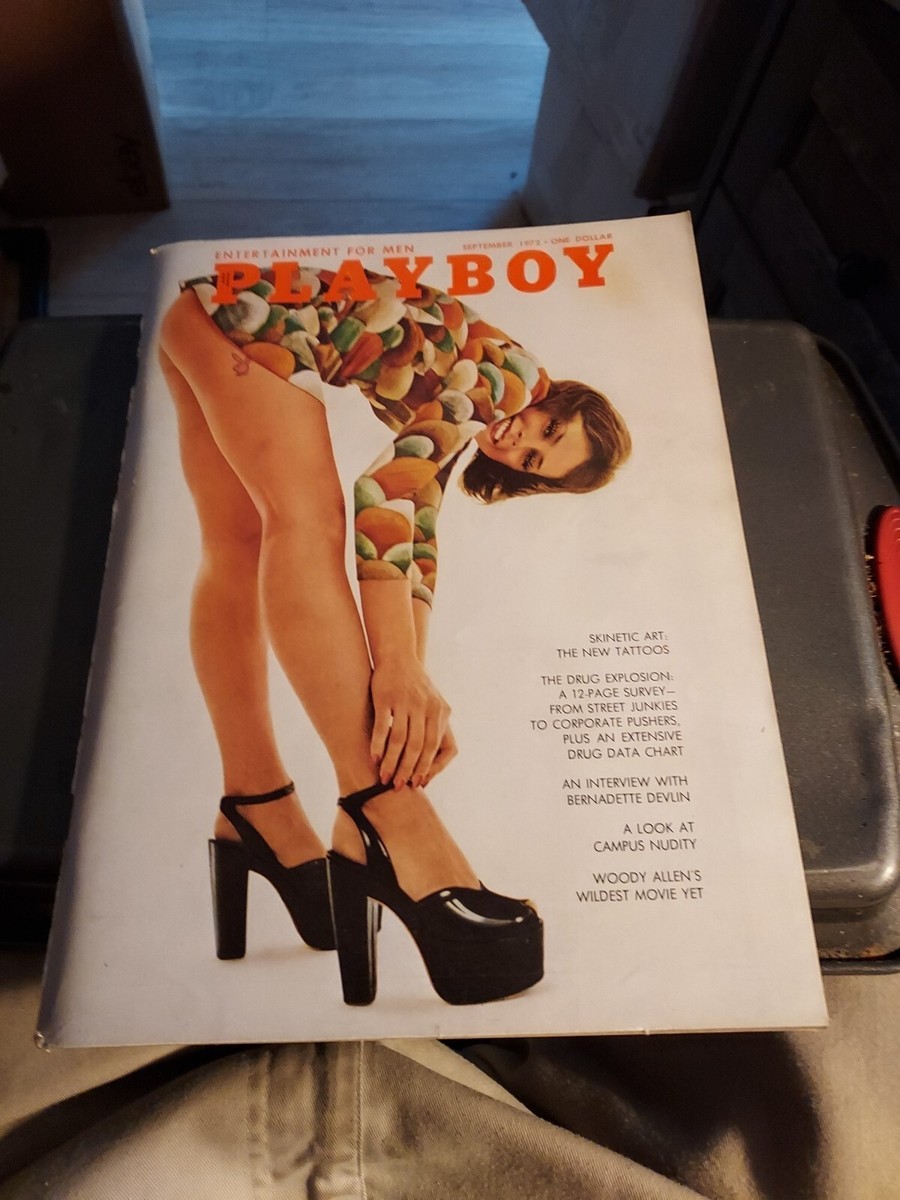 ENTERTAINMENT FOR MEN
SEPTEMBER 1972 • ONE DOLLAR
PLAYBOY
SKINETIC ART:
THE NEW TATTOOS
THE DRUG EXPLOSION:
A 12-PAGE SURVEY—
FROM STREET JUNKIES
TO CORPORATE PUSHERS,
PLUS AN EXTENSIVE
DRUG DATA CHART
AN INTERVIEW WITH
BERNADETTE DEVLIN
A LOOK AT
CAMPUS NUDITY
WOODY ALLEN'S
WILDEST MOVIE YET